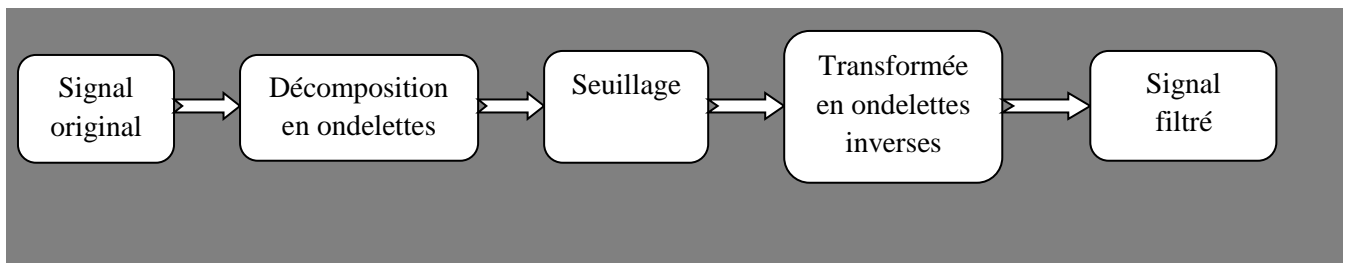 Signal
original
Décomposition
en ondelettes
Seuillage
Transformée
en ondelettes
inverses
Signal
filtré